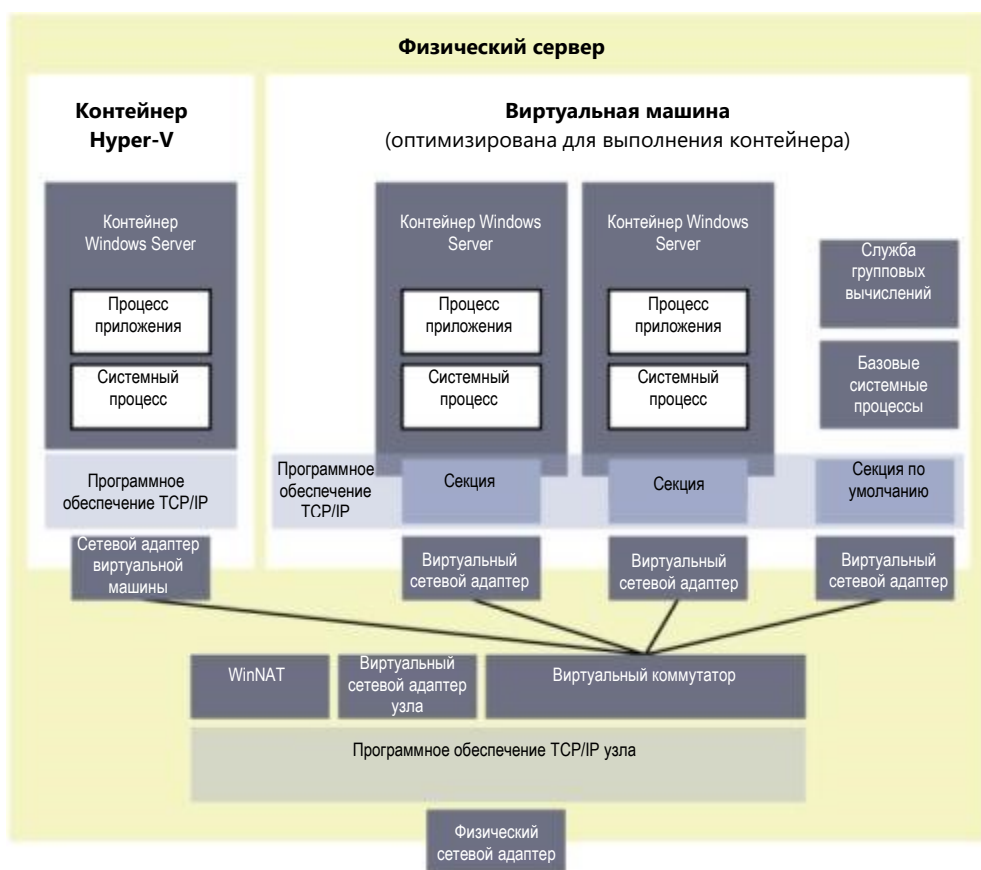 Физический сервер
Контейнер
Hyper-V
Виртуальная машина
(оптимизирована для выполнения контейнера)
Контейнер
Windows Server
Процесс
приложения
Системный
процесс
Программное
обеспечение TCP/IP
Сетевой адаптер
виртуальной
машины
Контейнер Windows
Server
Процесс
приложения
Системный
процесс
Контейнер Windows
Server
Процесс
приложения
Системный
процесс
Служба
групповых
вычислений
Базовые
системные
процессы
Программное
обеспечение
TCP/IP
Секция
Секция
Секция по
умолчанию
Виртуальный
сетевой адаптер
Виртуальный
сетевой адаптер
Виртуальный
сетевой адаптер
WinNAT
Виртуальный
сетевой адаптер
узла
Виртуальный коммутатор
Программное обеспечение TCP/IP узла
Физический
сетевой адаптер